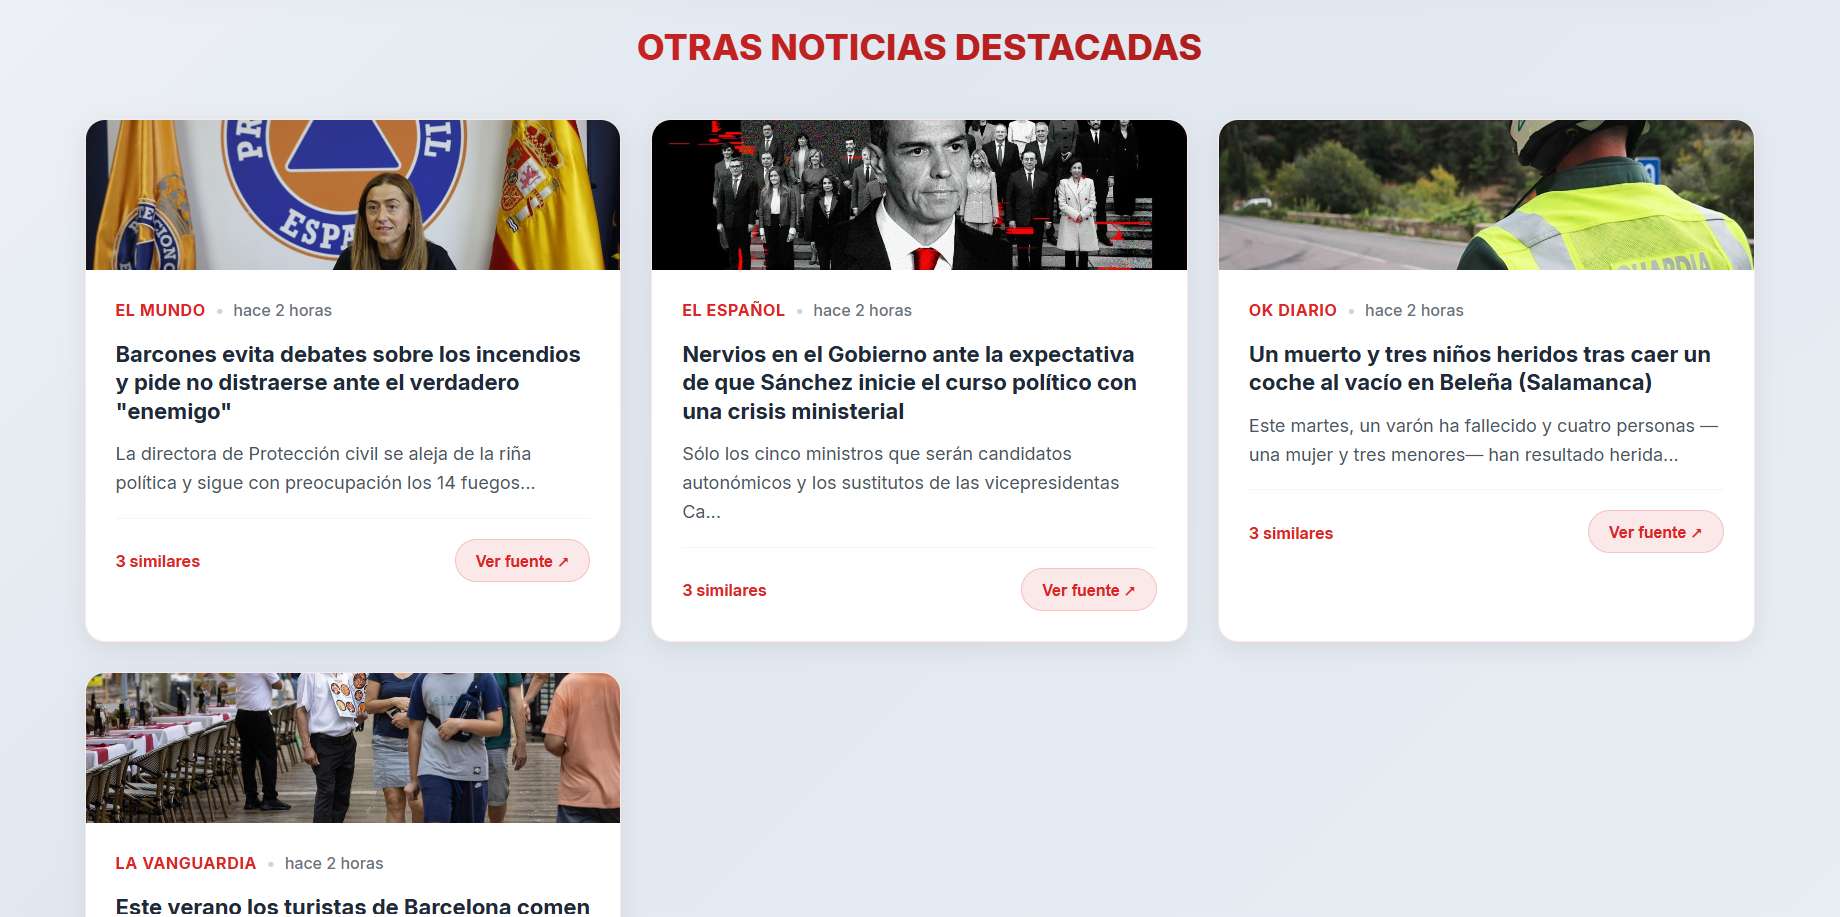 OTRAS NOTICIAS DESTACADAS
ESPA
EL MUNDO • hace 2 horas
Barcones evita debates sobre los incendios
y pide no distraerse ante el verdadero
"enemigo"
La directora de Protección civil se aleja de la riña
política y sigue con preocupación los 14 fuegos...
3 similares
Ver fuente ↗
EL ESPAÑOL • hace 2 horas
Nervios en el Gobierno ante la expectativa
de que Sánchez inicie el curso político con
una crisis ministerial
Sólo los cinco ministros que serán candidatos
autonómicos y los sustitutos de las vicepresidentas
Ca...
3 similares
Ver fuente ↗
GUARDIA
OK DIARIO • hace 2 horas
Un muerto y tres niños heridos tras caer un
coche al vacío en Beleña (Salamanca)
Este martes, un varón ha fallecido y cuatro personas —
una mujer y tres menores— han resultado herida...
3 similares
Ver fuente ↗
LA VANGUARDIA • hace 2 horas
Este verano los turistas de Barcelona comen